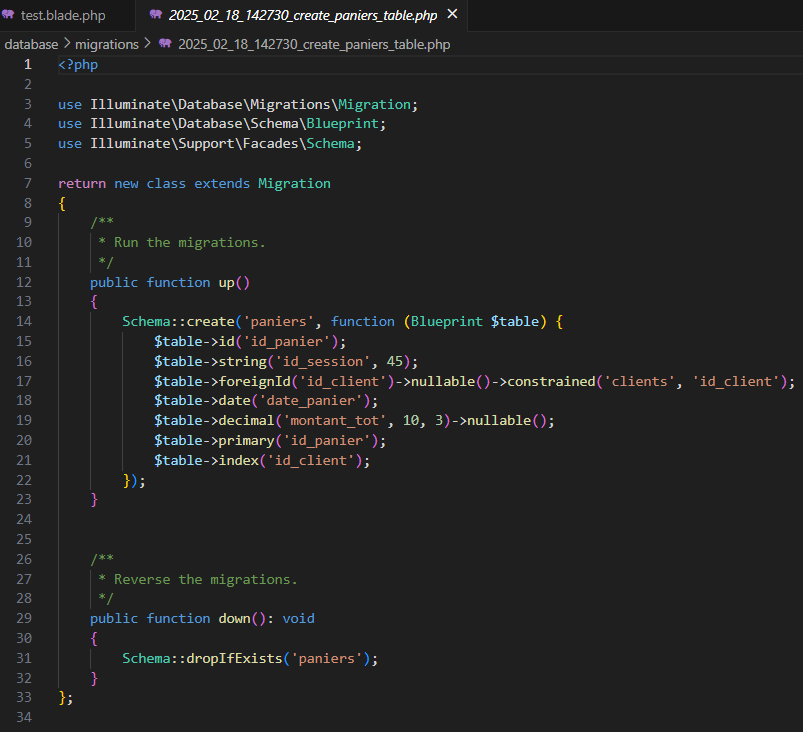 test.blade.php 2025_02_18_142730_create_paniers_table.php ×
database > migrations > 2025_02_18_142730_create_paniers_table.php
1 <?php
2
3 use Illuminate\Database\Migrations\Migration;
4 use Illuminate\Database\Schema\Blueprint;
5 use Illuminate\Support\Facades\Schema;
6
7 return new class extends Migration
8 {
9     /**
10      * Run the migrations.
11      */
12     public function up()
13     {
14         Schema::create('paniers', function (Blueprint $table) {
15             $table->id('id_panier');
16             $table->string('id_session', 45);
17             $table->foreignId('id_client')->nullable()->constrained('clients', 'id_client');
18             $table->date('date_panier');
19             $table->decimal('montant_tot', 10, 3)->nullable();
20             $table->primary('id_panier');
21             $table->index('id_client');
22         });
23     }
24
25
26     /**
27      * Reverse the migrations.
28      */
29     public function down(): void
30     {
31         Schema::dropIfExists('paniers');
32     }
33 };
34